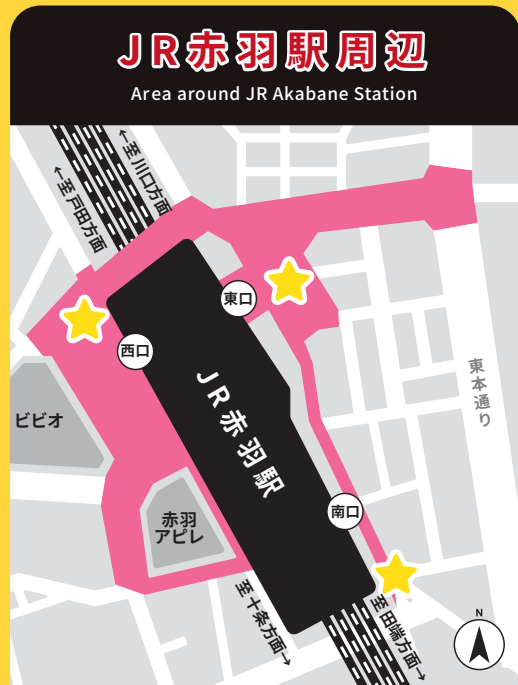 JR赤羽駅周辺
Area around JR Akabane Station
←至川口方面
←至戸田方面
東口
西口
JR赤羽駅
東本通り
ビビオ
赤羽
アピレ
南口
至十条方面→
至田端方面→
N